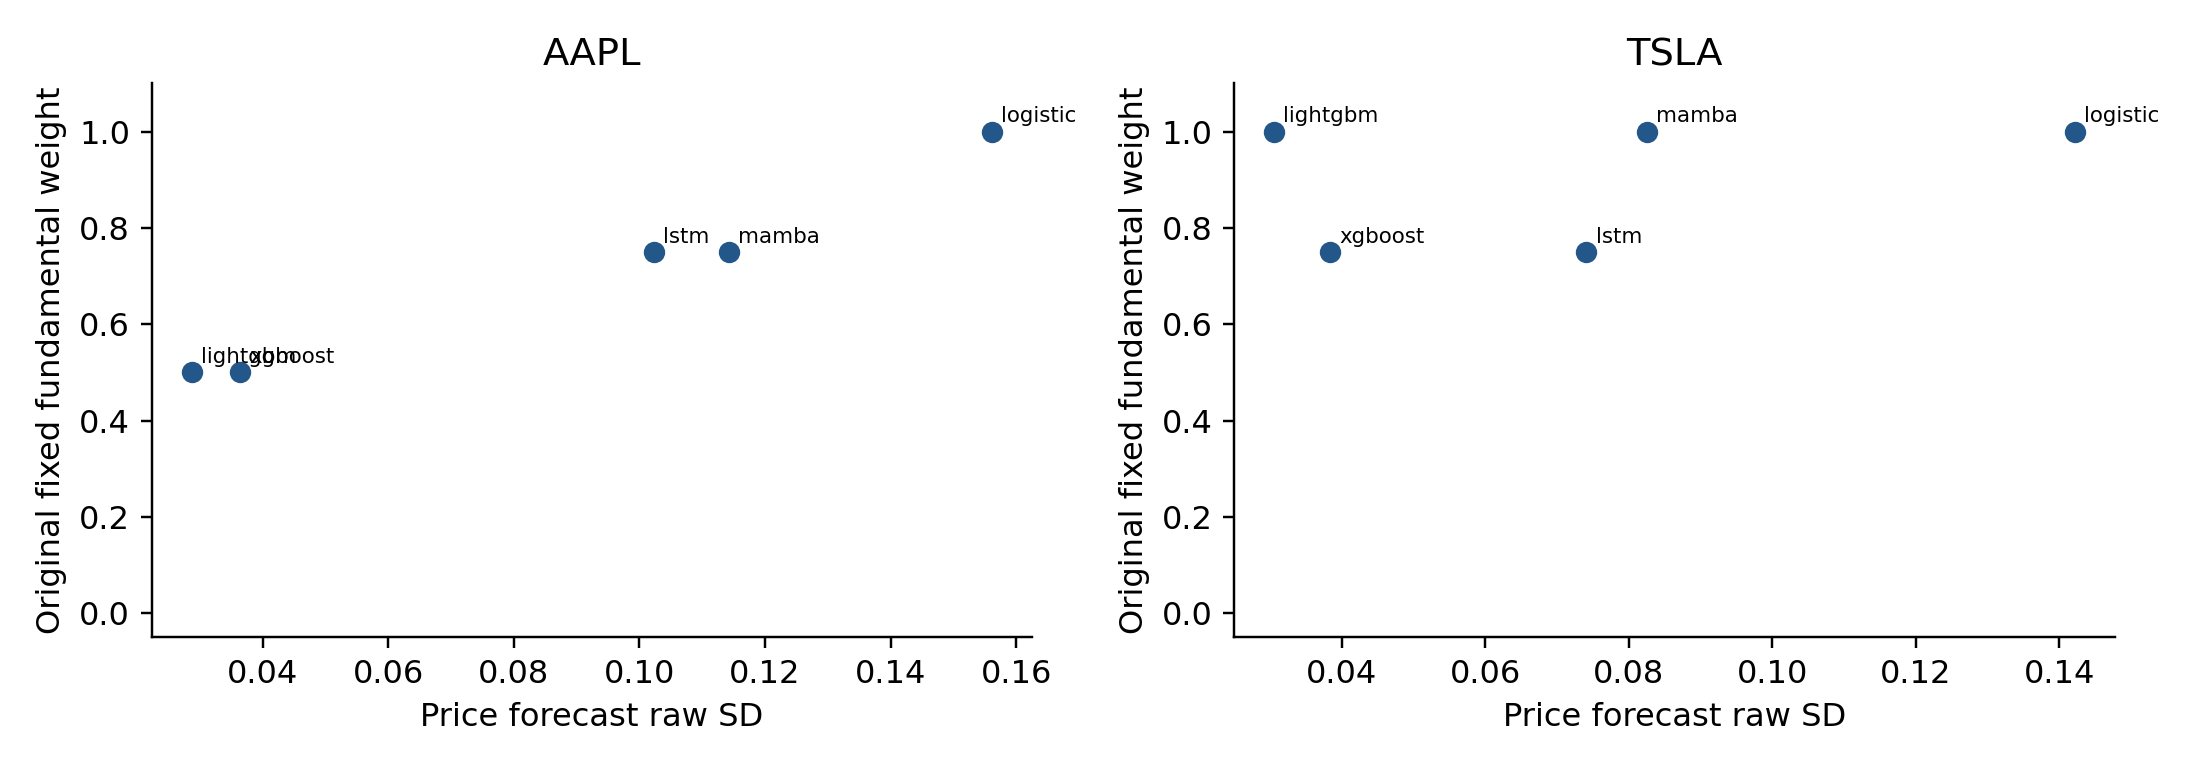 AAPL
Original fixed fundamental weight
1.0
0.8
0.6
0.4
0.2
0.0
logistic
lstm
mamba
lightgbm
xgboost
0.04 0.06 0.08 0.10 0.12 0.14 0.16
Price forecast raw SD
TSLA
Original fixed fundamental weight
1.0
0.8
0.6
0.4
0.2
0.0
lightgbm
mamba
logistic
xgboost
lstm
0.04 0.06 0.08 0.10 0.12 0.14
Price forecast raw SD